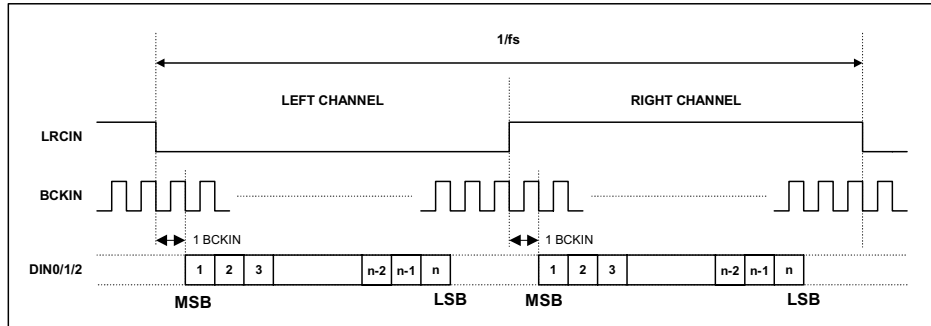 1/fs
LEFT CHANNEL RIGHT CHANNEL
LRCIN
BCKIN
1 BCKIN 1 BCKIN
DIN0/1/2 1 2 3 n-2 n-1 n 1 2 3 n-2 n-1 n
MSB LSB MSB LSB